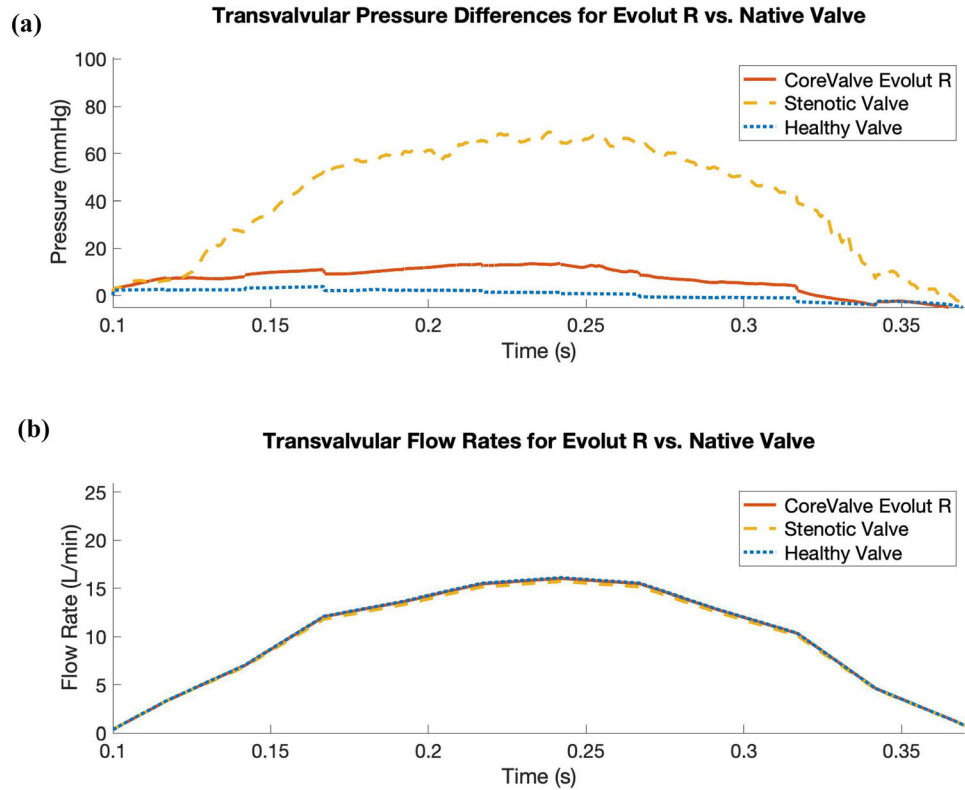 (a)
Transvalvular Pressure Differences for Evolut R vs. Native Valve
Pressure (mmHg)
100
80
60
40
20
0
CoreValve Evolut R
Stenotic Valve
Healthy Valve
0.1 0.15 0.2 0.25 0.3 0.35
Time (s)
(b)
Transvalvular Flow Rates for Evolut R vs. Native Valve
Flow Rate (L/min)
25
20
15
10
5
0
CoreValve Evolut R
Stenotic Valve
Healthy Valve
0.1 0.15 0.2 0.25 0.3 0.35
Time (s)